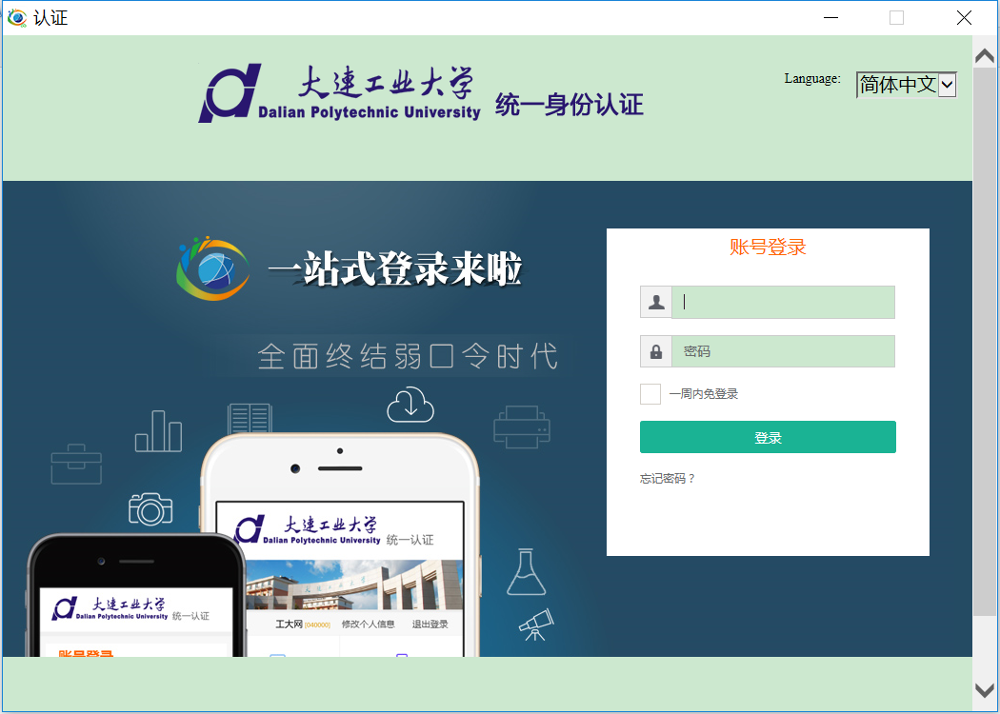 认证
大连工业大学
Dalian Polytechnic University 统一身份认证
Language: 简体中文
一站式登录来啦
全面终结弱口令时代
账号登录
密码
一周内免登录
登录
忘记密码？
大连工业大学
Dalian Polytechnic University 统一认证
工大网 [040000] 修改个人信息 退出登录
大连工业大学
Dalian Polytechnic University 统一认证
账号登录